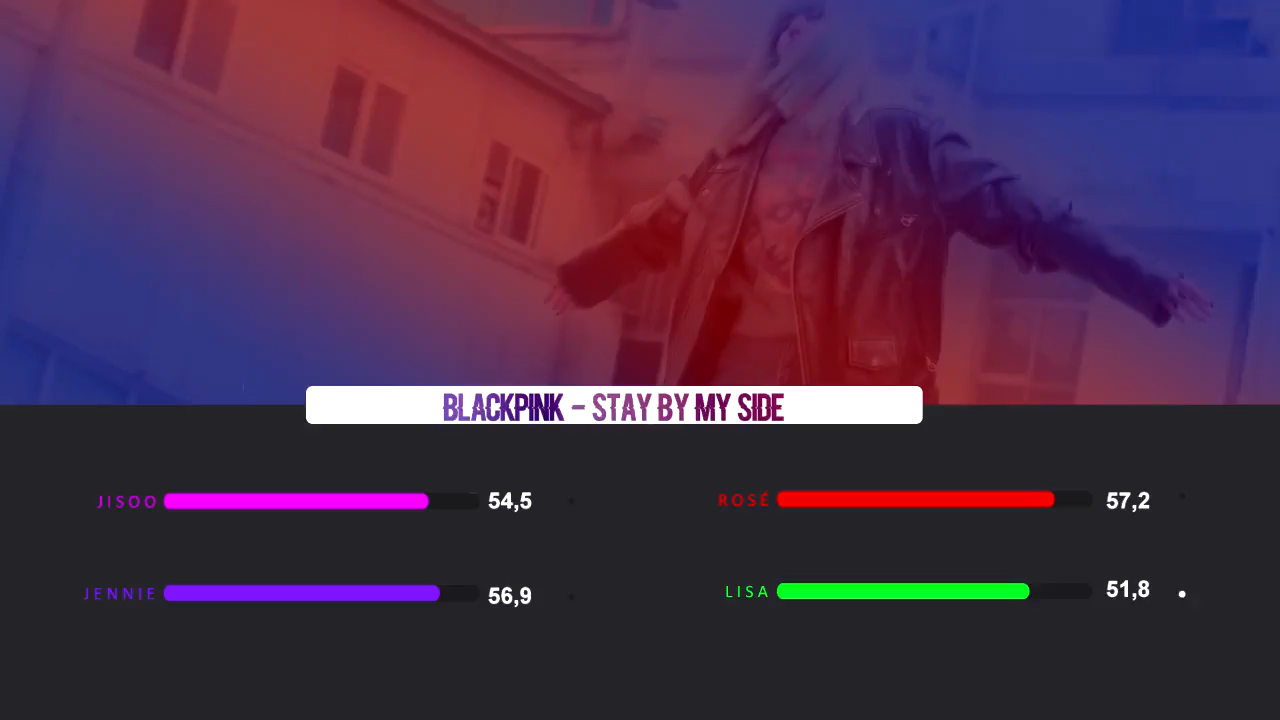 BLACKPINK – STAY BY MY SIDE
JISOO 54,5
ROSÉ 57,2
JENNIE 56,9
LISA 51,8